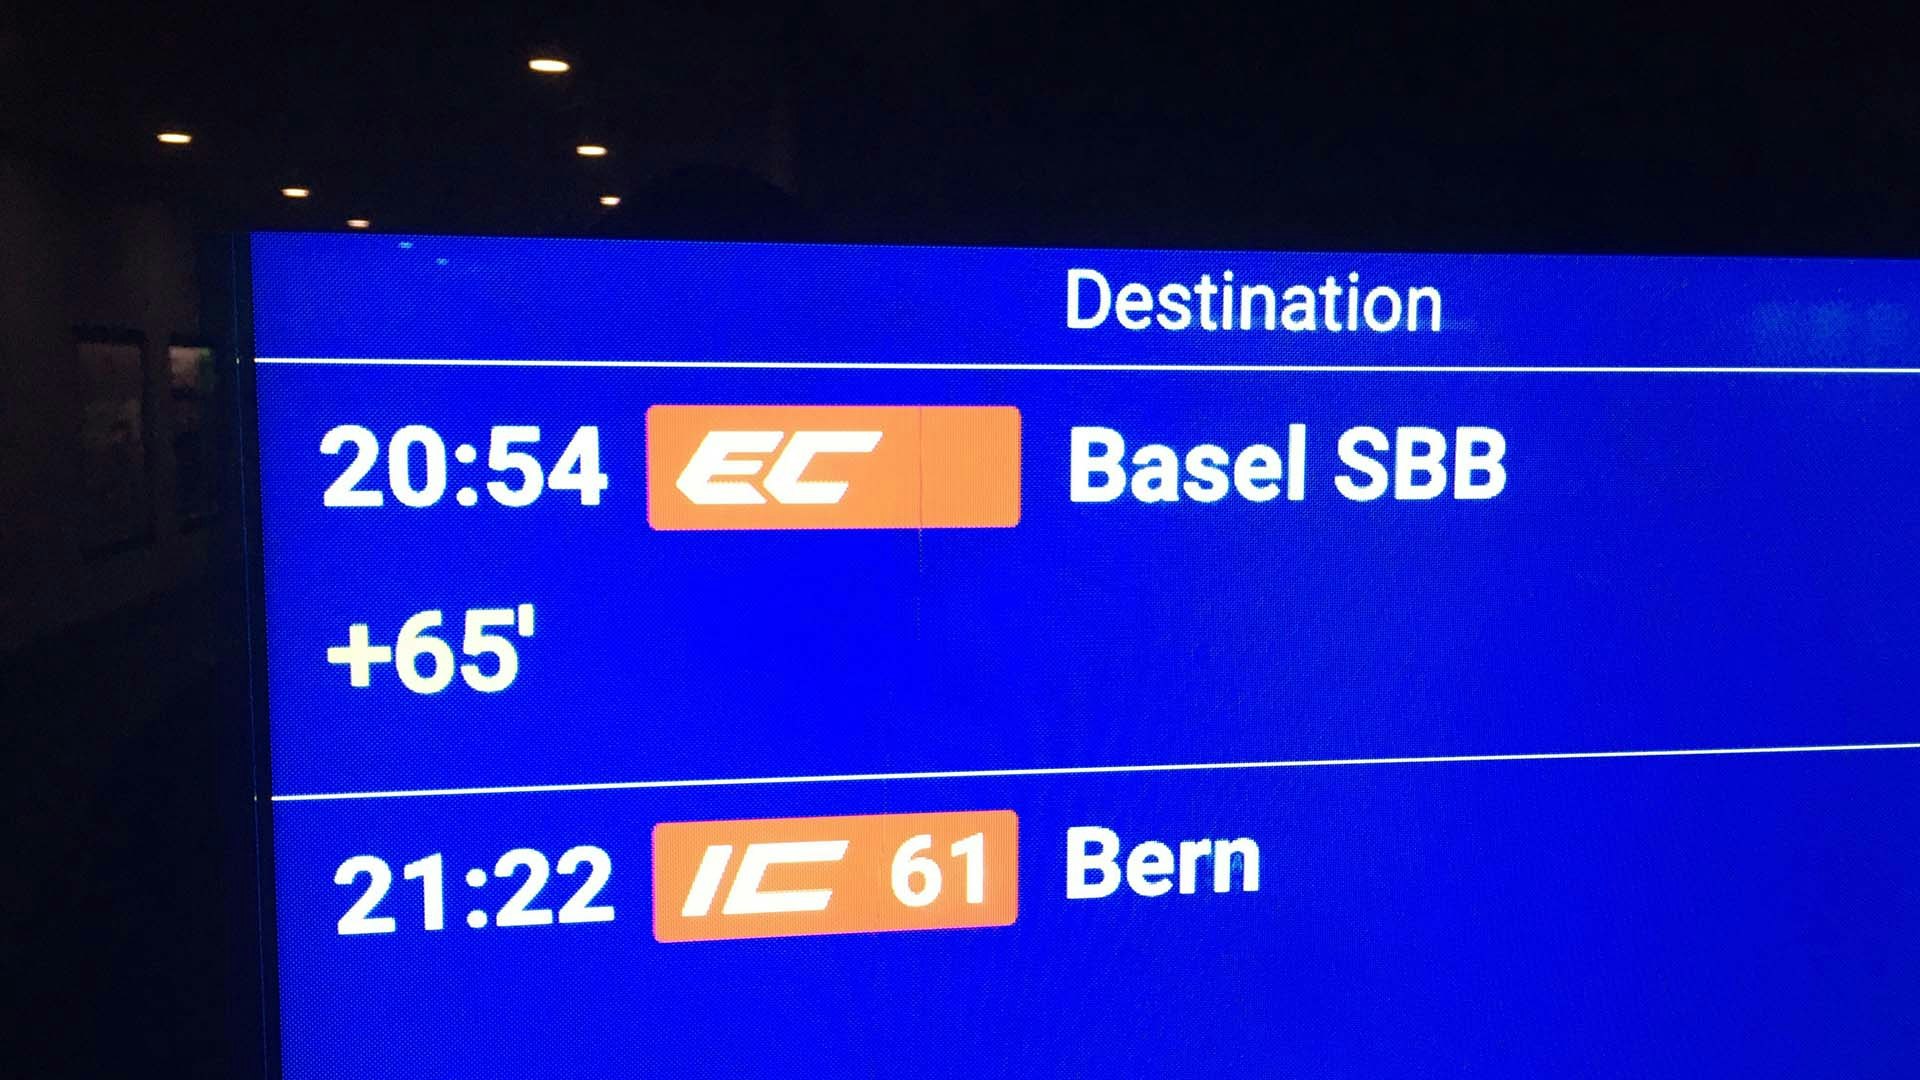 Destination
20:54 EC Basel SBB
+65'
21:22 IC 61 Bern